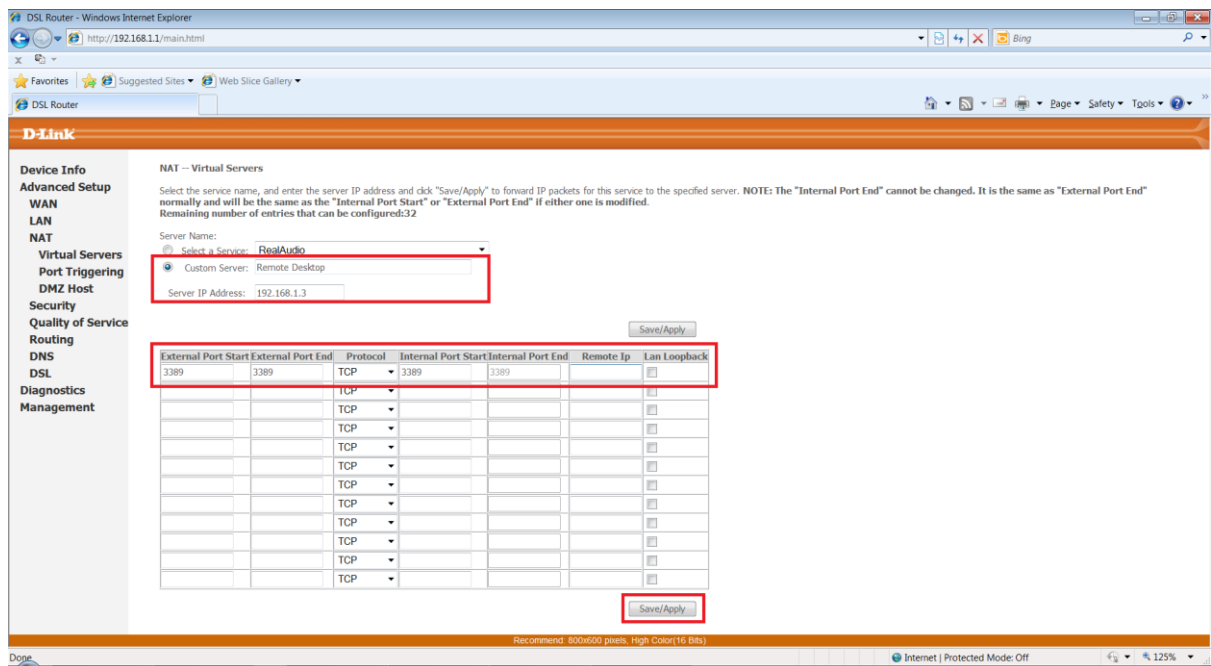 DSL Router - Windows Internet Explorer
http://192.168.1.1/main.html
Bing
x
Favorites Suggested Sites Web Slice Gallery
DSL Router
Page Safety Tools
D-Link
Device Info
Advanced Setup
WAN
LAN
NAT
Virtual Servers
Port Triggering
DMZ Host
Security
Quality of Service
Routing
DNS
DSL
Diagnostics
Management
NAT -- Virtual Servers
Select the service name, and enter the server IP address and click "Save/Apply" to forward IP packets for this service to the specified server. NOTE: The "Internal Port End" cannot be changed. It is the same as "External Port End"
normally and will be the same as the "Internal Port Start" or "External Port End" if either one is modified.
Remaining number of entries that can be configured:32
Server Name:
Select a Service: RealAudio
Custom Server: Remote Desktop
Server IP Address: 192.168.1.3
Save/Apply
External Port Start External Port End Protocol Internal Port Start Internal Port End Remote Ip Lan Loopback
3389 3389 TCP 3389 3389
TCP
TCP
TCP
TCP
TCP
TCP
TCP
TCP
TCP
TCP
TCP
Save/Apply
Recommend: 800x600 pixels, High Color(16 Bits)
Done Internet | Protected Mode: Off 125%